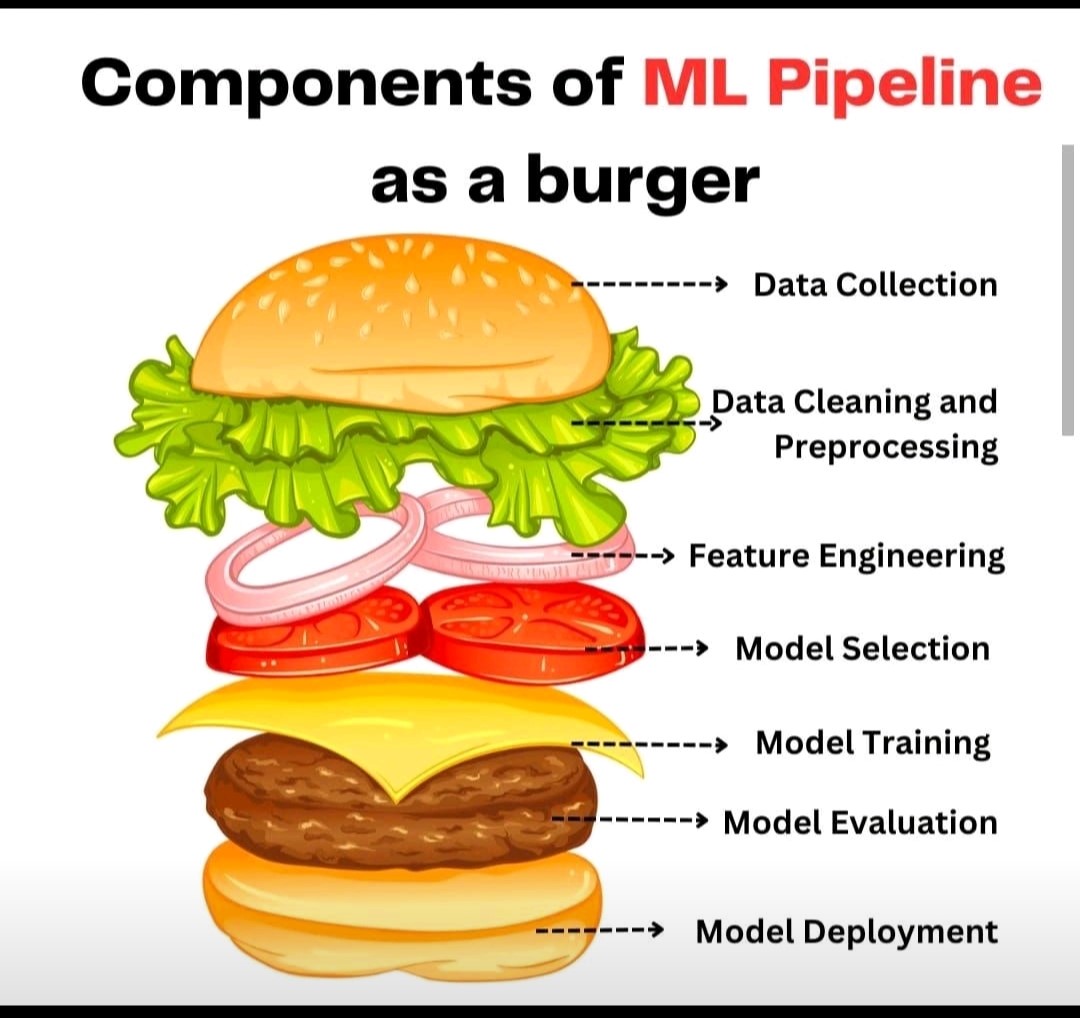 Components of ML Pipeline
as a burger
Data Collection
Data Cleaning and
Preprocessing
Feature Engineering
Model Selection
Model Training
Model Evaluation
Model Deployment